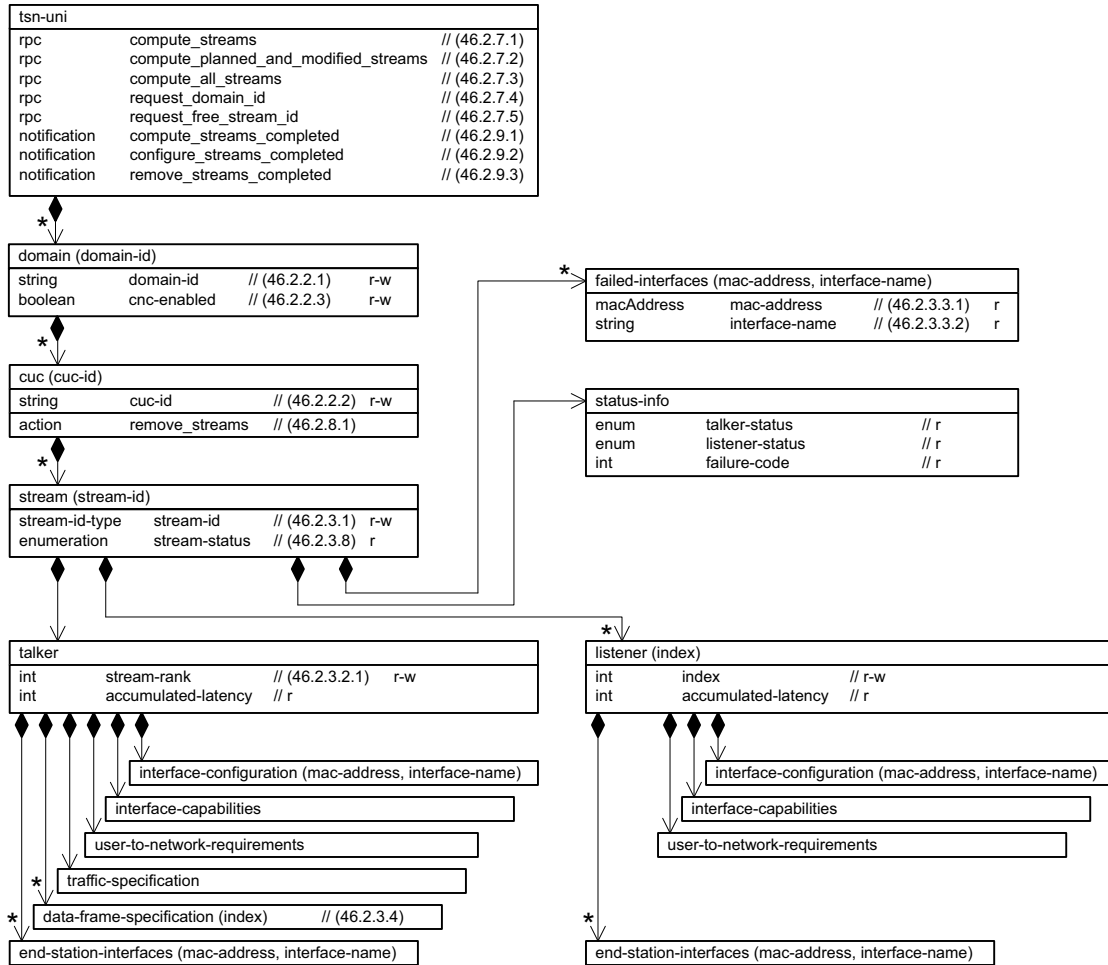 tsn-uni
rpc compute_streams // (46.2.7.1)
rpc compute_planned_and_modified_streams // (46.2.7.2)
rpc compute_all_streams // (46.2.7.3)
rpc request_domain_id // (46.2.7.4)
rpc request_free_stream_id // (46.2.7.5)
notification compute_streams_completed // (46.2.9.1)
notification configure_streams_completed // (46.2.9.2)
notification remove_streams_completed // (46.2.9.3)
*
domain (domain-id)
string domain-id // (46.2.2.1) r-w
boolean cnc-enabled // (46.2.2.3) r-w
*
failed-interfaces (mac-address, interface-name)
macAddress mac-address // (46.2.3.3.1) r
string interface-name // (46.2.3.3.2) r
*
cuc (cuc-id)
string cuc-id // (46.2.2.2) r-w
action remove_streams // (46.2.8.1)
status-info
enum talker-status // r
enum listener-status // r
int failure-code // r
*
stream (stream-id)
stream-id-type stream-id // (46.2.3.1) r-w
enumeration stream-status // (46.2.3.8) r
talker
int stream-rank // (46.2.3.2.1) r-w
int accumulated-latency // r
*
listener (index)
int index // r-w
int accumulated-latency // r
interface-configuration (mac-address, interface-name)
interface-capabilities
user-to-network-requirements
traffic-specification
*
data-frame-specification (index) // (46.2.3.4)
*
end-station-interfaces (mac-address, interface-name)
interface-configuration (mac-address, interface-name)
interface-capabilities
user-to-network-requirements
*
end-station-interfaces (mac-address, interface-name)